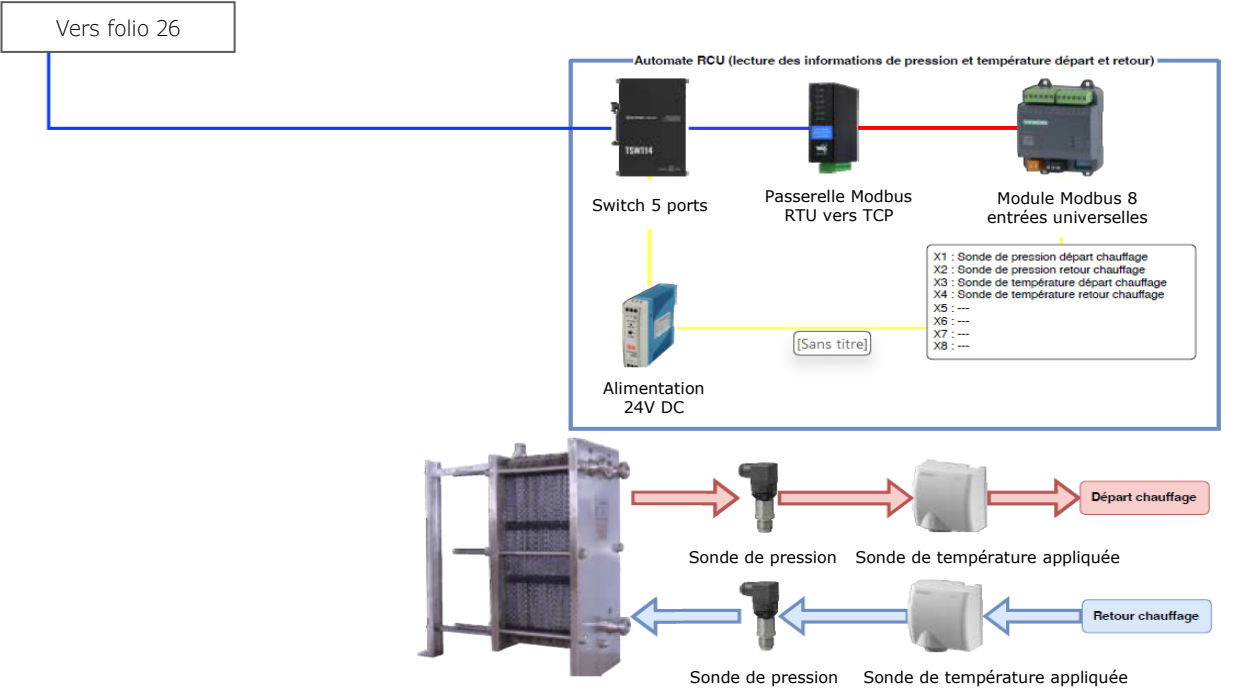 Vers folio 26
Automate RCU (lecture des informations de pression et température départ et retour)
TSW114
Switch 5 ports
Passerelle Modbus
RTU vers TCP
Module Modbus 8
entrées universelles
X1 : Sonde de pression départ chauffage
X2 : Sonde de pression retour chauffage
X3 : Sonde de température départ chauffage
X4 : Sonde de température retour chauffage
X5 : ---
X6 : ---
X7 : ---
X8 : ---
[Sans titre]
Alimentation
24V DC
Départ chauffage
Sonde de pression
Sonde de température appliquée
Retour chauffage
Sonde de pression
Sonde de température appliquée